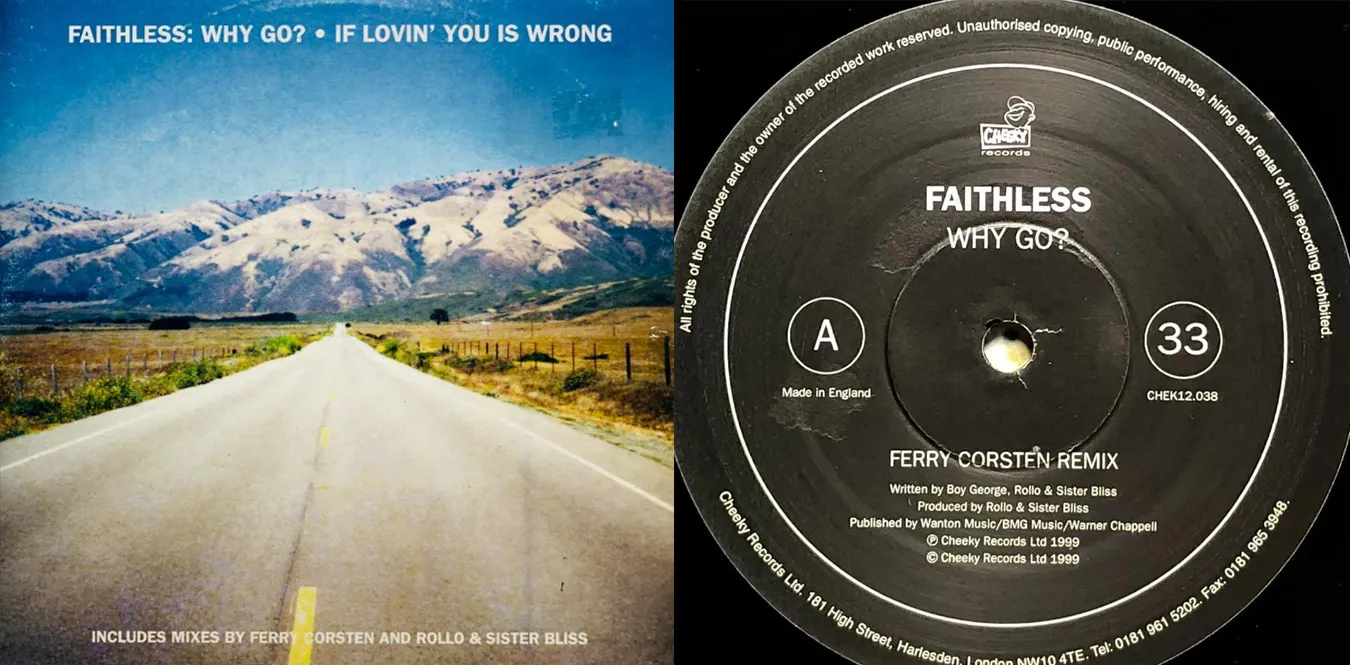 FAITHLESS: WHY GO? • IF LOVIN' YOU IS WRONG
INCLUDES MIXES BY FERRY CORSTEN AND ROLLO & SISTER BLISS
All rights of the producer and the owner of the recorded work reserved. Unauthorised copying, public performance, hiring and rental of this recording prohibited.
CHEEKY
records
FAITHLESS
WHY GO?
A
33
Made in England
CHEK12.038
FERRY CORSTEN REMIX
Written by Boy George, Rollo & Sister Bliss
Produced by Rollo & Sister Bliss
Published by Wanton Music/BMG Music/Warner Chappell
℗ Cheeky Records Ltd 1999
© Cheeky Records Ltd 1999
Cheeky Records Ltd. 181 High Street, Harlesden, London NW10 4TE. Tel: 0181 961 5202. Fax: 0181 965 3948.